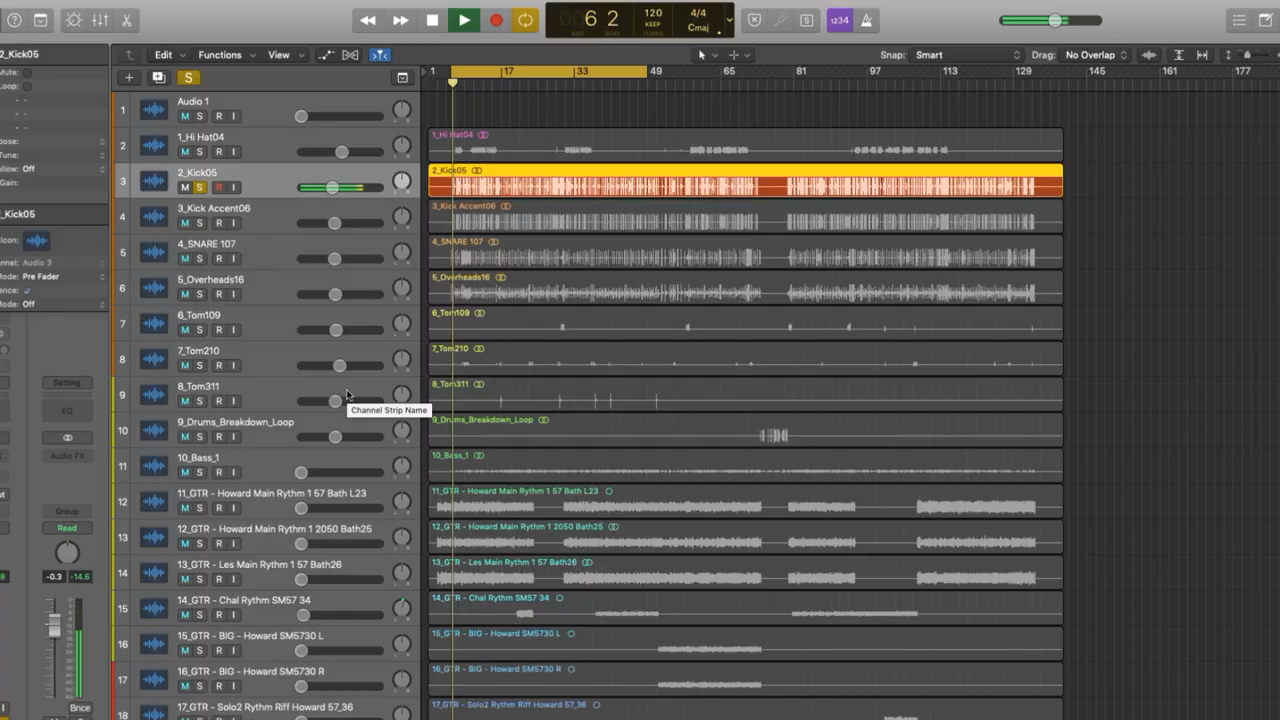 6 2
BAR BEAT
120
KEEP
TEMPO
4/4
Cmaj
1234
2_Kick05
Edit
Functions
View
Snap: Smart
Drag: No Overlap
S
1 17 33 49 65 81 97 113 129 145 161 177
Mute:
Loop:
Off
Gain:
_Kick05
Icon:
Audio 3
Mode: Pre Fader
Mode: Off
Setting
EQ
Audio FX
Group
Read
-0.3 -14.6
Bnce
1 Audio 1
M S R I
2 1_Hi Hat04
M S R I
3 2_Kick05
M S R I
4 3_Kick Accent06
M S R I
5 4_SNARE 107
M S R I
6 5_Overheads16
M S R I
7 6_Tom109
M S R I
8 7_Tom210
M S R I
9 8_Tom311
M S R I
Channel Strip Name
10 9_Drums_Breakdown_Loop
M S R I
11 10_Bass_1
M S R I
12 11_GTR - Howard Main Rythm 1 57 Bath L23
M S R I
13 12_GTR - Howard Main Rythm 1 2050 Bath25
M S R I
14 13_GTR - Les Main Rythm 1 57 Bath26
M S R I
15 14_GTR - Chal Rythm SM57 34
M S R I
16 15_GTR - BIG - Howard SM5730 L
M S R I
17 16_GTR - BIG - Howard SM5730 R
M S R I
18 17_GTR - Solo2 Rythm Riff Howard 57_36
1_Hi Hat04
2_Kick05
3_Kick Accent06
4_SNARE 107
5_Overheads16
6_Tom109
7_Tom210
8_Tom311
9_Drums_Breakdown_Loop
10_Bass_1
11_GTR - Howard Main Rythm 1 57 Bath L23
12_GTR - Howard Main Rythm 1 2050 Bath25
13_GTR - Les Main Rythm 1 57 Bath26
14_GTR - Chal Rythm SM57 34
15_GTR - BIG - Howard SM5730 L
16_GTR - BIG - Howard SM5730 R
17_GTR - Solo2 Rythm Riff Howard 57_36